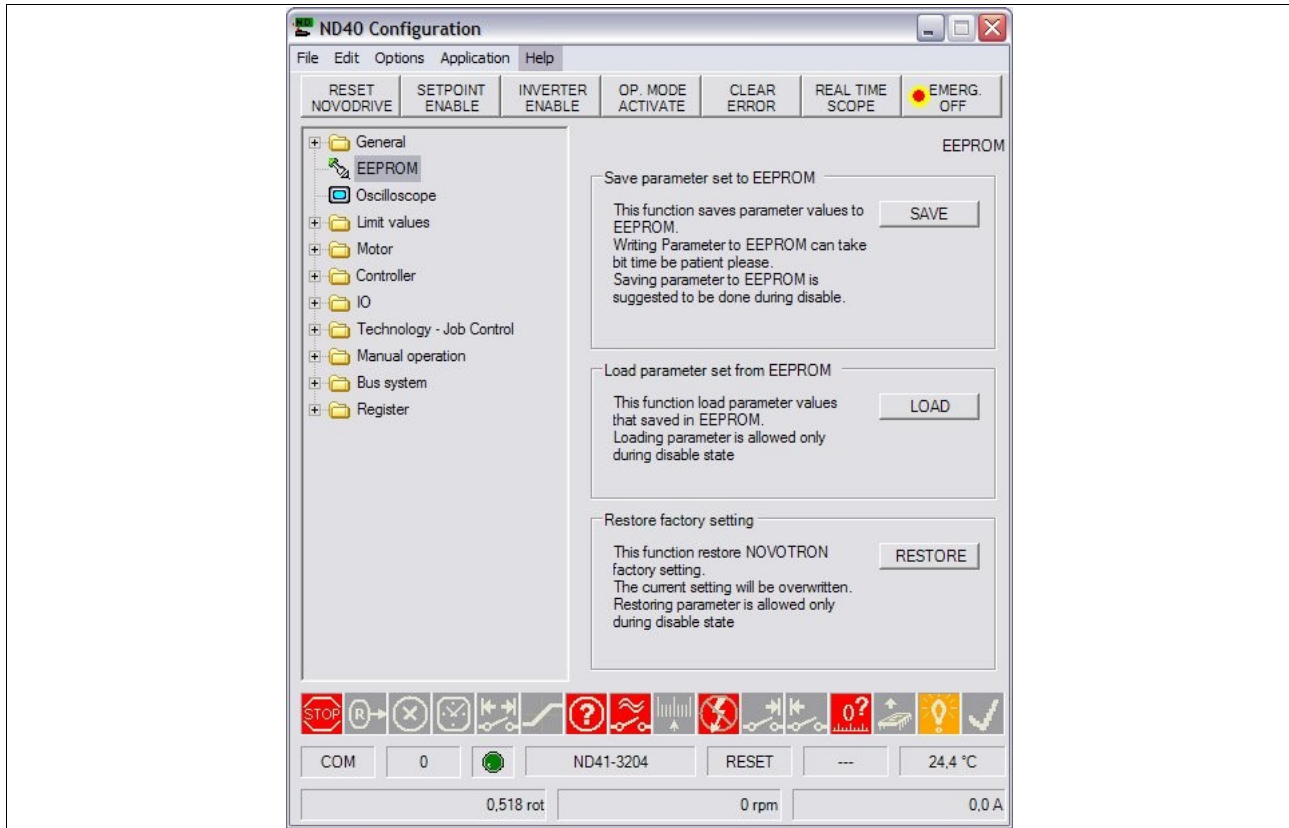 ND
ND40 Configuration
File Edit Options Application Help
RESET NOVODRIVE
SETPOINT ENABLE
INVERTER ENABLE
OP. MODE ACTIVATE
CLEAR ERROR
REAL TIME SCOPE
EMERG. OFF
General
EEPROM
Oscilloscope
Limit values
Motor
Controller
IO
Technology - Job Control
Manual operation
Bus system
Register
EEPROM
Save parameter set to EEPROM
This function saves parameter values to
EEPROM.
Writing Parameter to EEPROM can take
bit time be patient please.
Saving parameter to EEPROM is
suggested to be done during disable.
SAVE
Load parameter set from EEPROM
This function load parameter values
that saved in EEPROM.
Loading parameter is allowed only
during disable state
LOAD
Restore factory setting
This function restore NOVOTRON
factory setting.
The current setting will be overwritten.
Restoring parameter is allowed only
during disable state
RESTORE
STOP R ? 0?
COM 0 ND41-3204 RESET --- 24,4 °C
0,518 rot 0 rpm 0,0 A